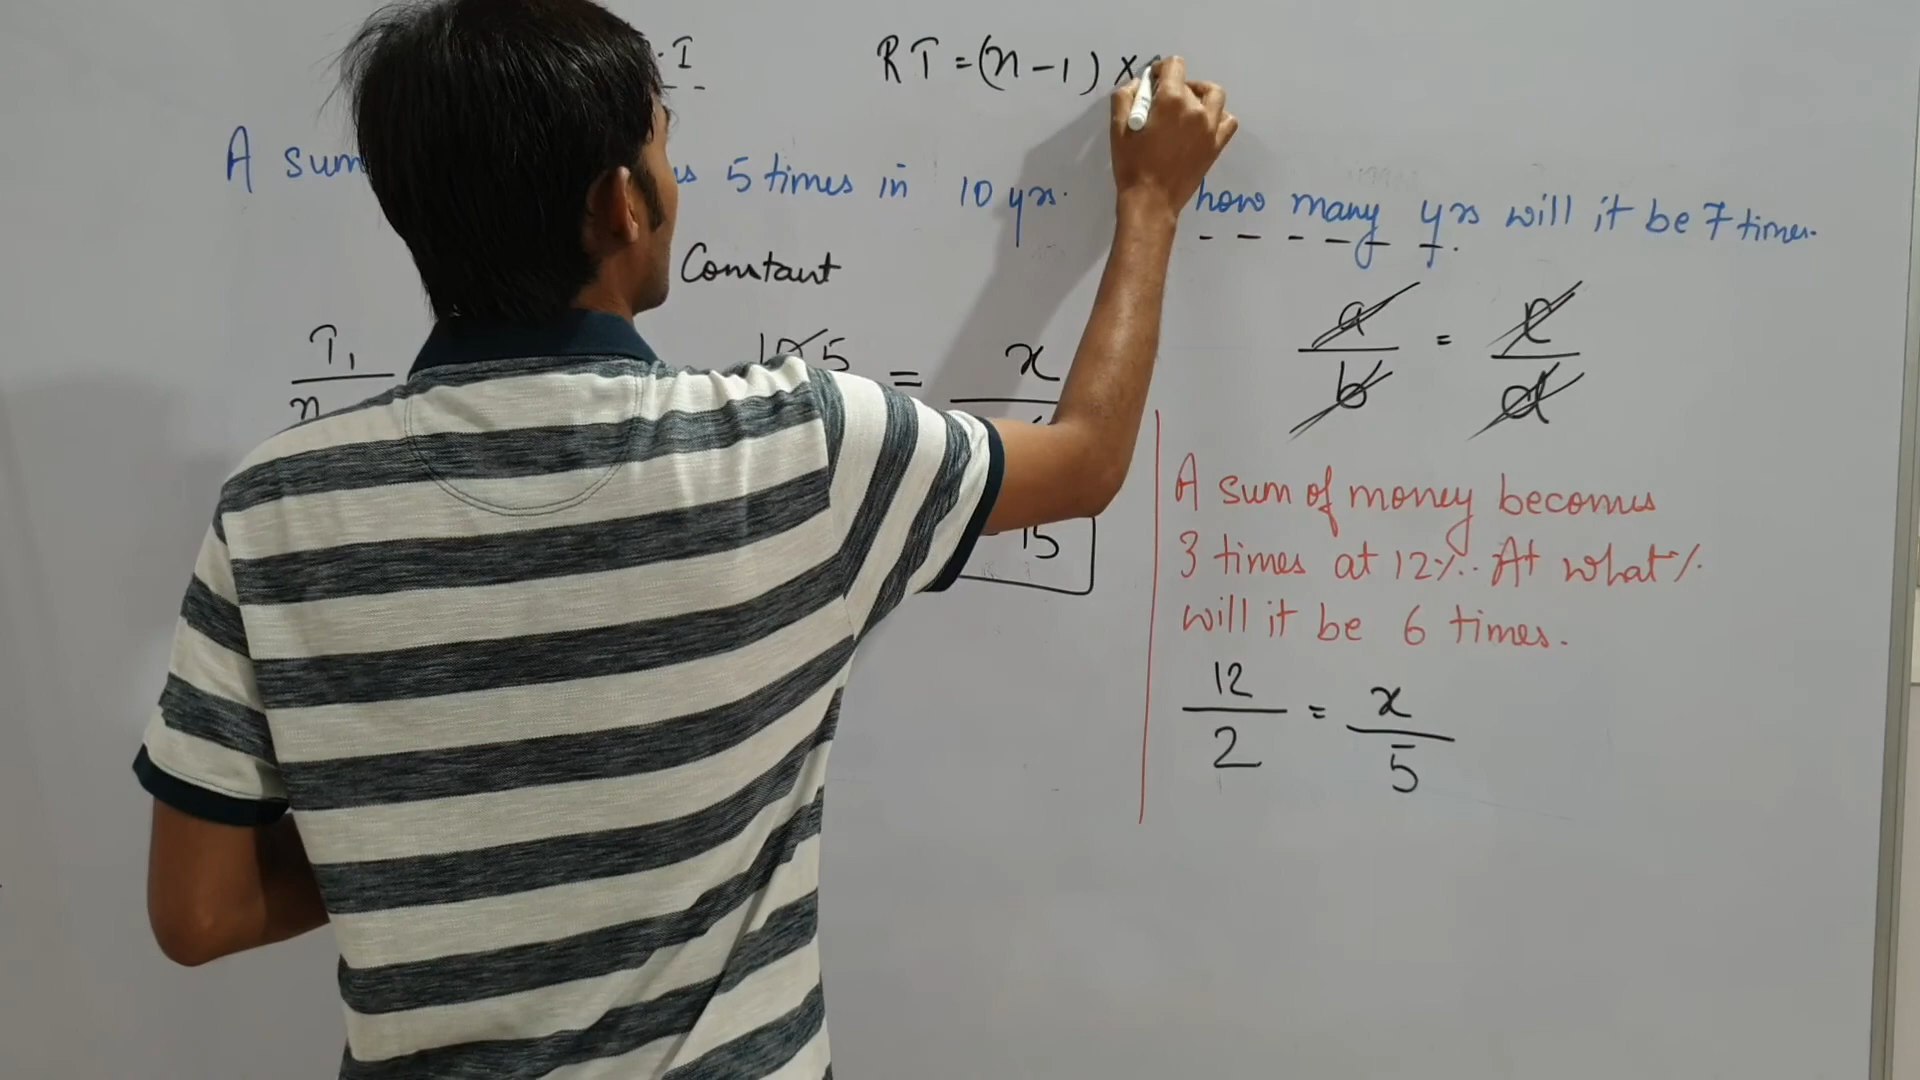 . I
RT = (n - 1) ×
A sum 5 times in 10 yrs. how many yrs will it be 7 times.
Constant
T1
n
10 5
= x
15
a = c
b d
A sum of money becomes
3 times at 12%. At what %
will it be 6 times.
12 = x
2 5